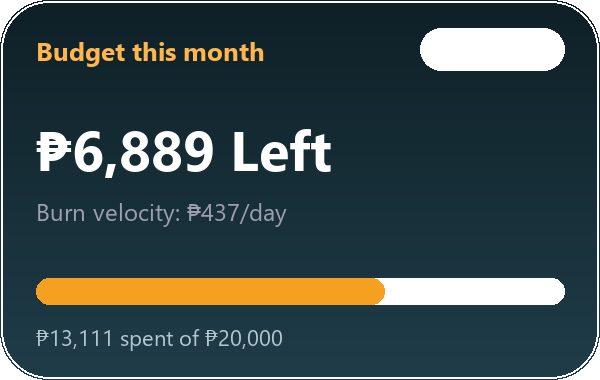 Budget this month
₱6,889 Left
Burn velocity: ₱437/day
₱13,111 spent of ₱20,000